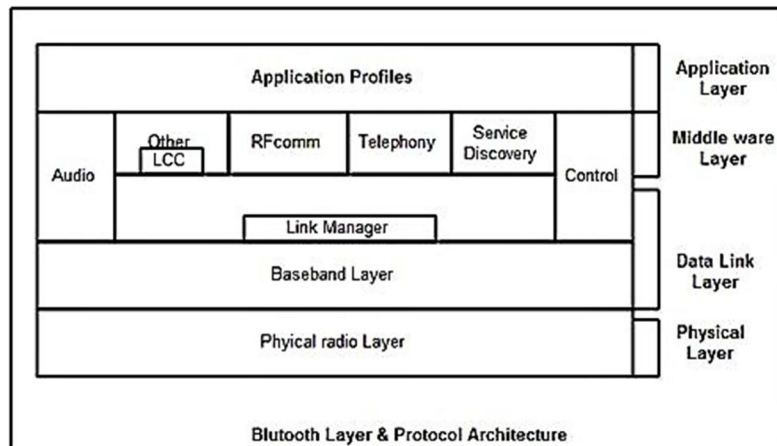 Application Profiles
Application
Layer
Audio
Other
LCC
RFcomm
Telephony
Service
Discovery
Control
Middle ware
Layer
Link Manager
Baseband Layer
Data Link
Layer
Phyical radio Layer
Physical
Layer
Blutooth Layer & Protocol Architecture